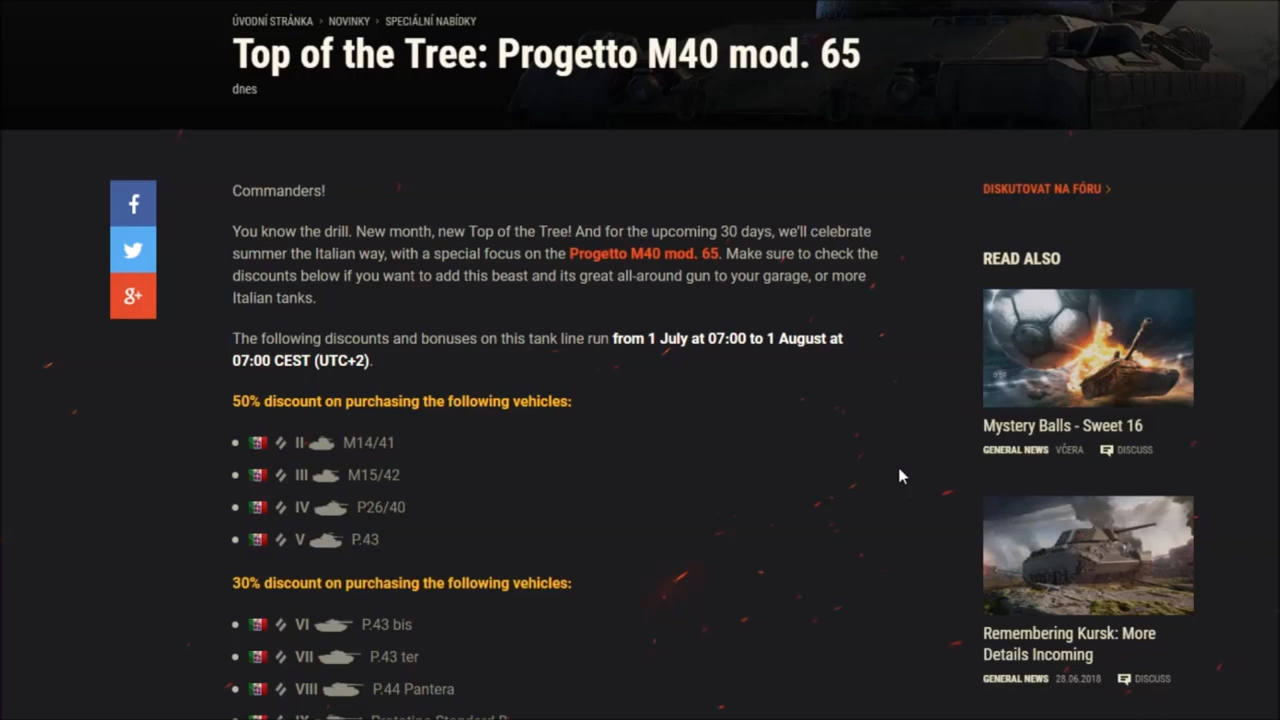 ÚVODNÍ STRÁNKA › NOVINKY › SPECIÁLNÍ NABÍDKY
Top of the Tree: Progetto M40 mod. 65
dnes
Commanders!
You know the drill. New month, new Top of the Tree! And for the upcoming 30 days, we'll celebrate
summer the Italian way, with a special focus on the Progetto M40 mod. 65. Make sure to check the
discounts below if you want to add this beast and its great all-around gun to your garage, or more
Italian tanks.
The following discounts and bonuses on this tank line run from 1 July at 07:00 to 1 August at
07:00 CEST (UTC+2).
50% discount on purchasing the following vehicles:
II M14/41
III M15/42
IV P26/40
V P.43
30% discount on purchasing the following vehicles:
VI P.43 bis
VII P.43 ter
VIII P.44 Pantera
IX Prototipo Standard B
f
g+
DISKUTOVAT NA FÓRU ›
READ ALSO
Mystery Balls - Sweet 16
GENERAL NEWS VČERA DISCUSS
Remembering Kursk: More
Details Incoming
GENERAL NEWS 28.06.2018 DISCUSS